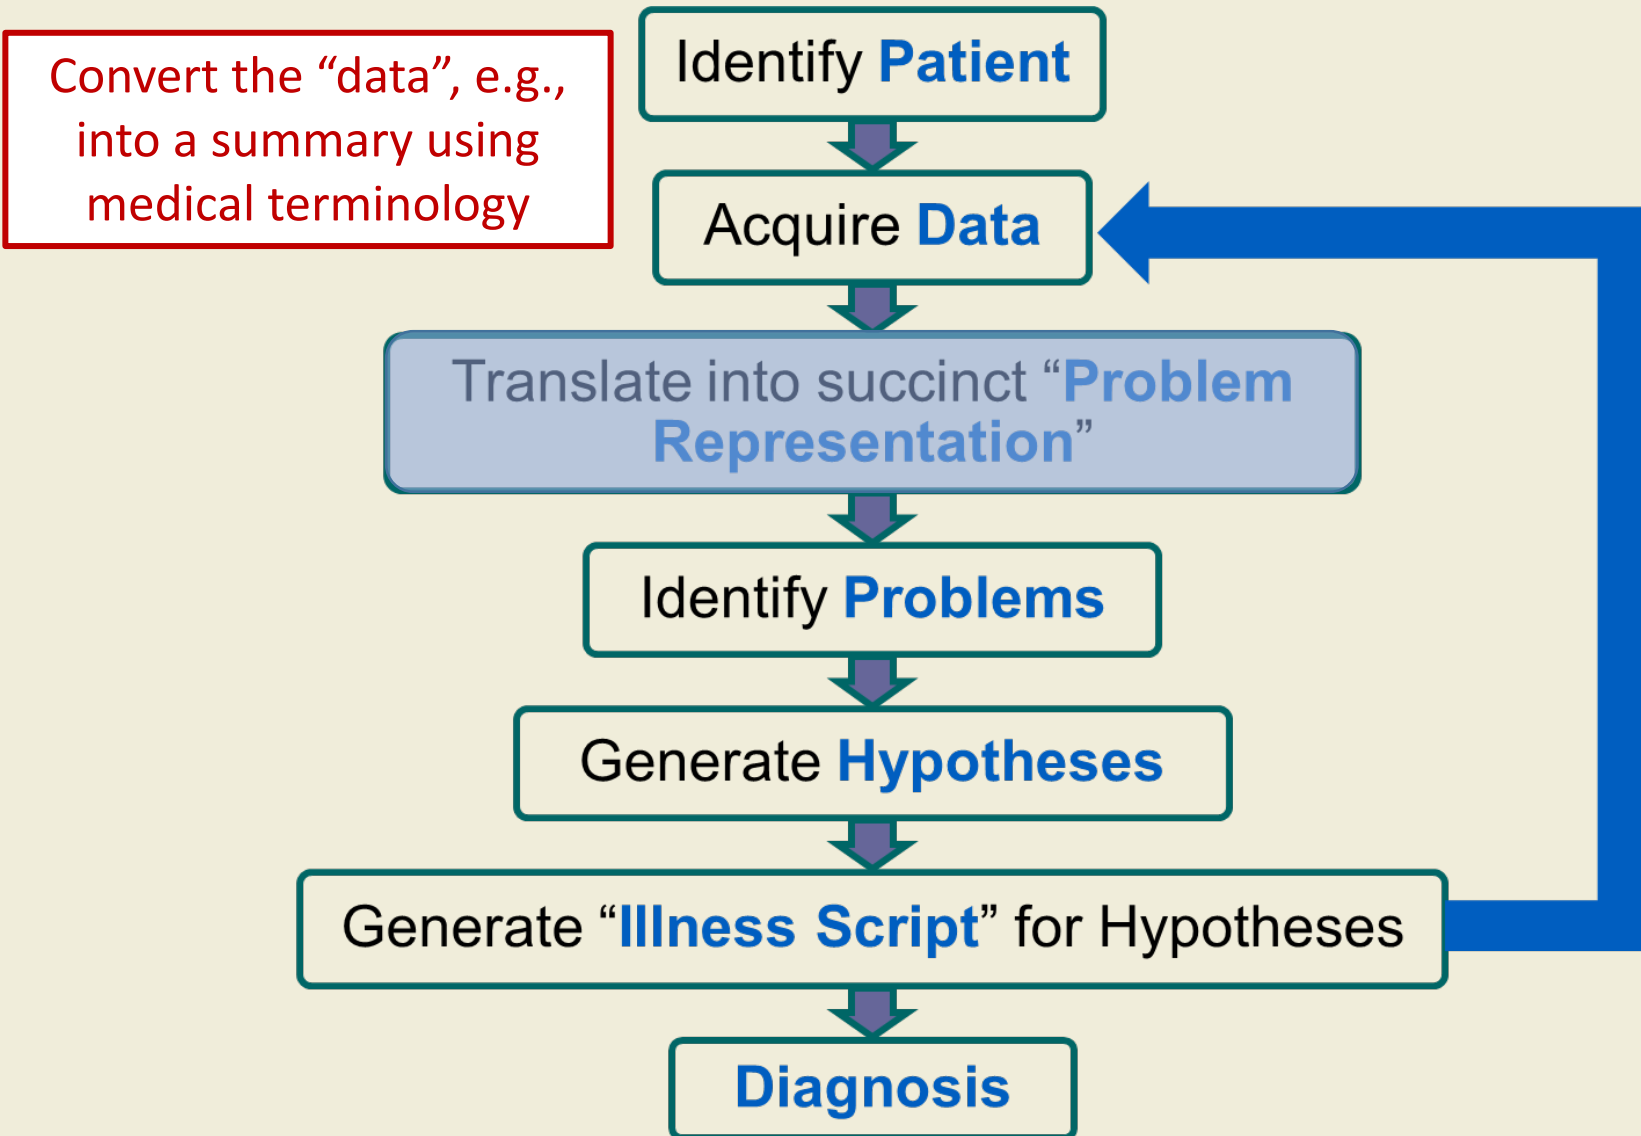 Convert the “data”, e.g.,
into a summary using
medical terminology
Identify Patient
Acquire Data
Translate into succinct “Problem
Representation”
Identify Problems
Generate Hypotheses
Generate “Illness Script” for Hypotheses
Diagnosis